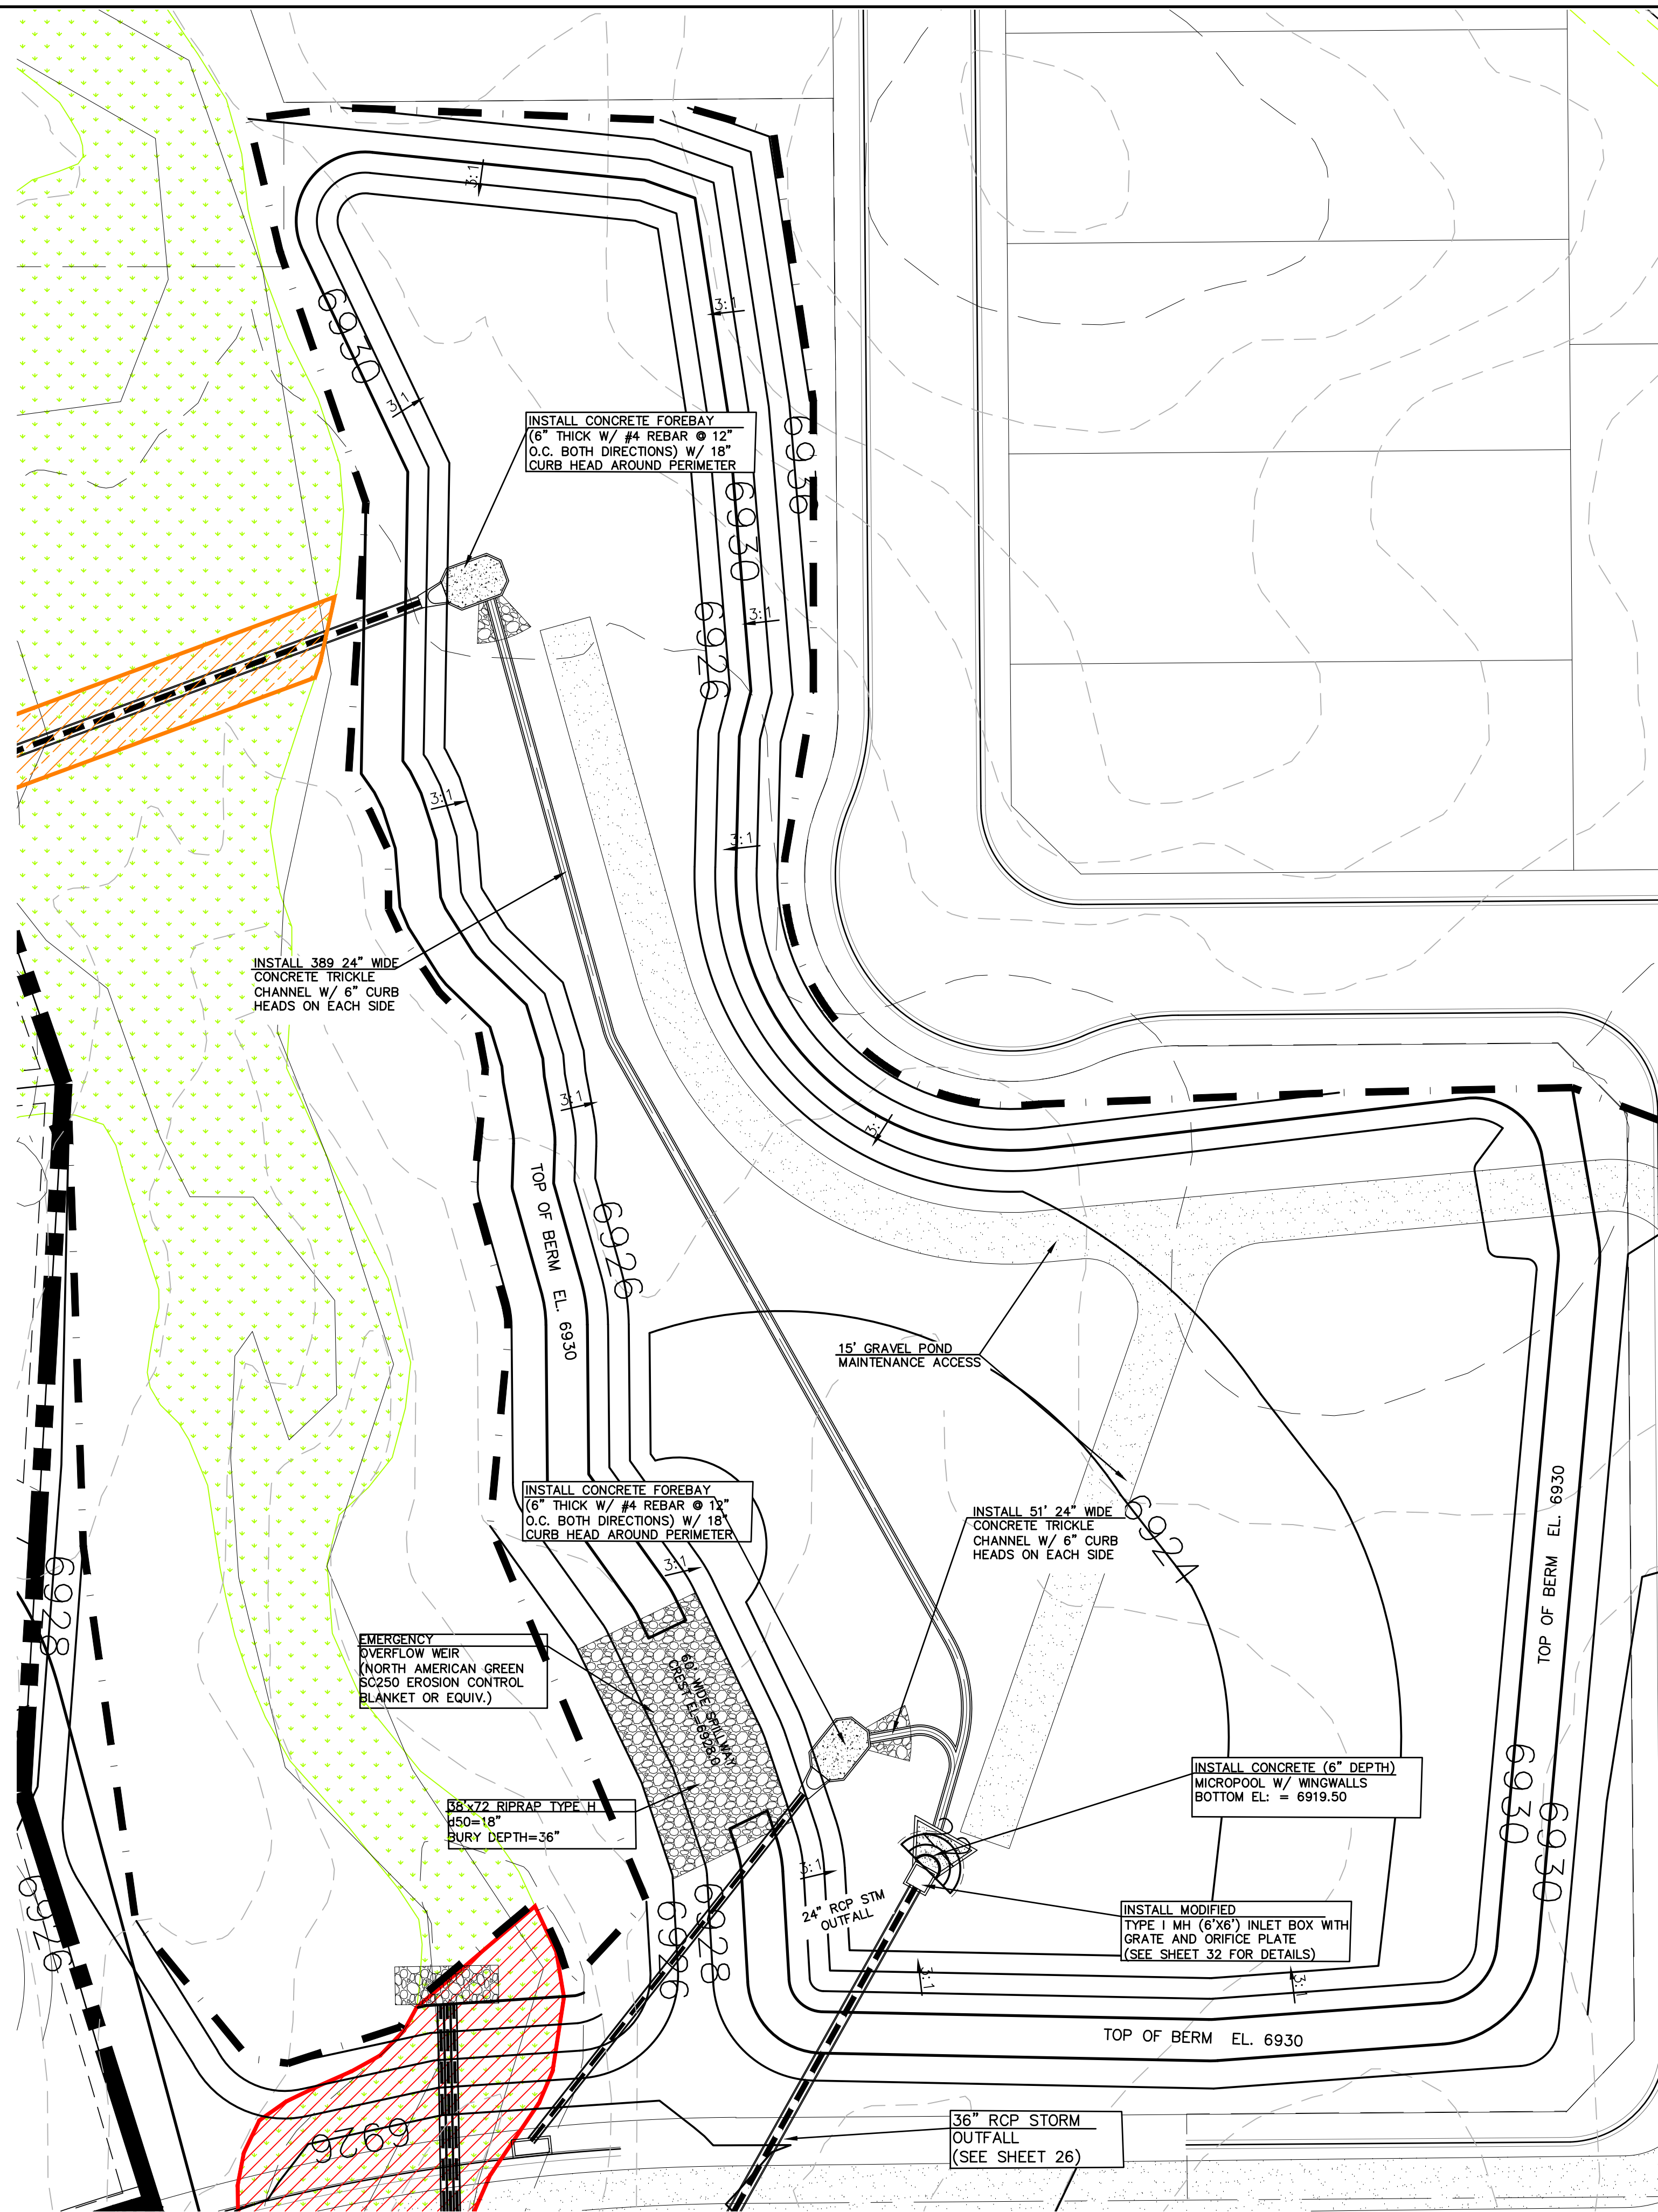 3:1
6930
3:1
3:1
INSTALL CONCRETE FOREBAY
(6" THICK W/ #4 REBAR @ 12"
O.C. BOTH DIRECTIONS) W/ 18"
CURB HEAD AROUND PERIMETER
6936
6930
6926
3:1
3:1
3:1
INSTALL 389 24" WIDE
CONCRETE TRICKLE
CHANNEL W/ 6" CURB
HEADS ON EACH SIDE
3:1
3:1
TOP OF BERM EL. 6930
6926
15' GRAVEL POND
MAINTENANCE ACCESS
INSTALL CONCRETE FOREBAY
(6" THICK W/ #4 REBAR @ 12"
O.C. BOTH DIRECTIONS) W/ 18"
CURB HEAD AROUND PERIMETER
INSTALL 51' 24" WIDE
CONCRETE TRICKLE
CHANNEL W/ 6" CURB
HEADS ON EACH SIDE
6924
TOP OF BERM EL. 6930
3:1
6928
EMERGENCY
OVERFLOW WEIR
(NORTH AMERICAN GREEN
SC250 EROSION CONTROL
BLANKET OR EQUIV.)
60' WIDE SPILLWAY
CREST EL=6928.0
38'x72 RIPRAP TYPE H
d50=18"
BURY DEPTH=36"
INSTALL CONCRETE (6" DEPTH)
MICROPOOL W/ WINGWALLS
BOTTOM EL: = 6919.50
6930
6930
3:1
24" RCP STM
OUTFALL
INSTALL MODIFIED
TYPE I MH (6'X6') INLET BOX WITH
GRATE AND ORIFICE PLATE
(SEE SHEET 32 FOR DETAILS)
6926
6926
6928
3:1
3:1
TOP OF BERM EL. 6930
6926
36" RCP STORM
OUTFALL
(SEE SHEET 26)